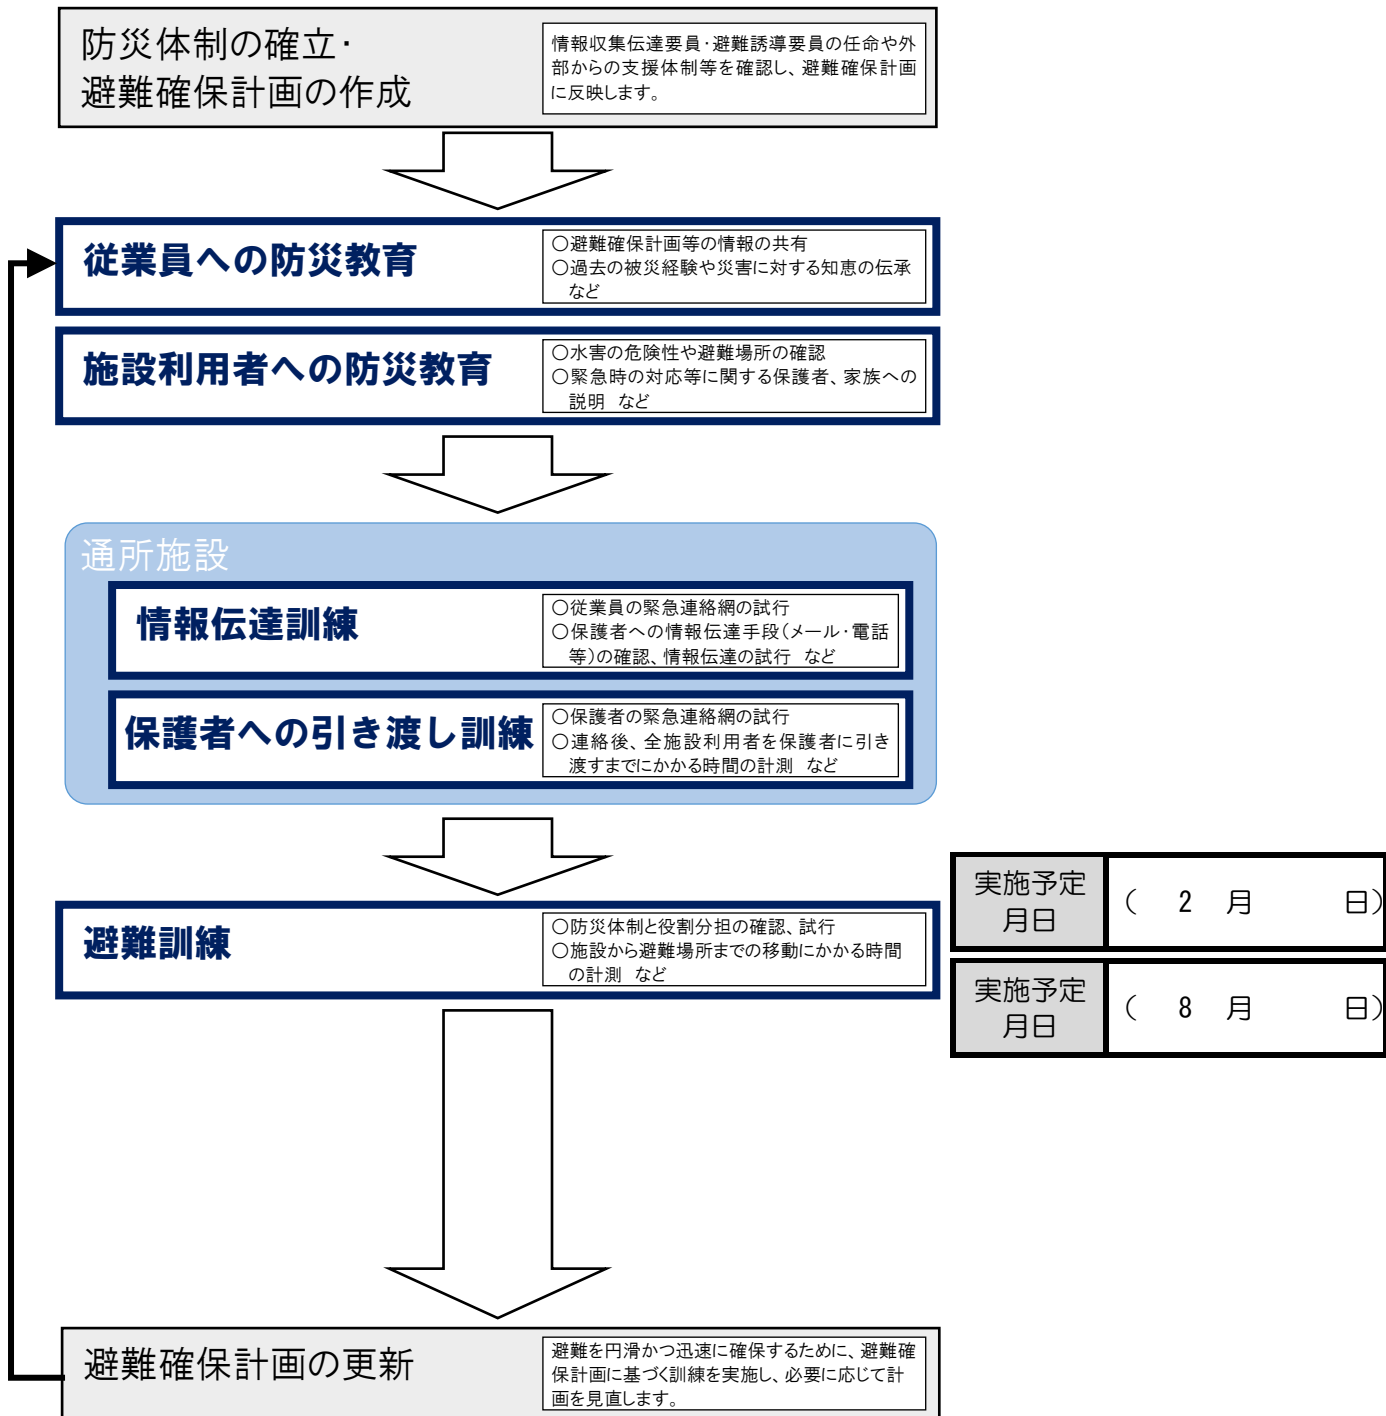 防災体制の確立・
避難確保計画の作成
情報収集伝達要員・避難誘導要員の任命や外
部からの支援体制等を確認し、避難確保計画
に反映します。
従業員への防災教育
○避難確保計画等の情報の共有
○過去の被災経験や災害に対する知恵の伝承
など
施設利用者への防災教育
○水害の危険性や避難場所の確認
○緊急時の対応等に関する保護者、家族への
説明 など
通所施設
情報伝達訓練
○従業員の緊急連絡網の試行
○保護者への情報伝達手段（メール・電話
等）の確認、情報伝達の試行 など
保護者への引き渡し訓練
○保護者の緊急連絡網の試行
○連絡後、全施設利用者を保護者に引き
渡すまでにかかる時間の計測 など
避難訓練
○防災体制と役割分担の確認、試行
○施設から避難場所までの移動にかかる時間
の計測 など
実施予定
月日
（ 2 月 日）
実施予定
月日
（ 8 月 日）
避難確保計画の更新
避難を円滑かつ迅速に確保するために、避難確
保計画に基づく訓練を実施し、必要に応じて計
画を見直します。